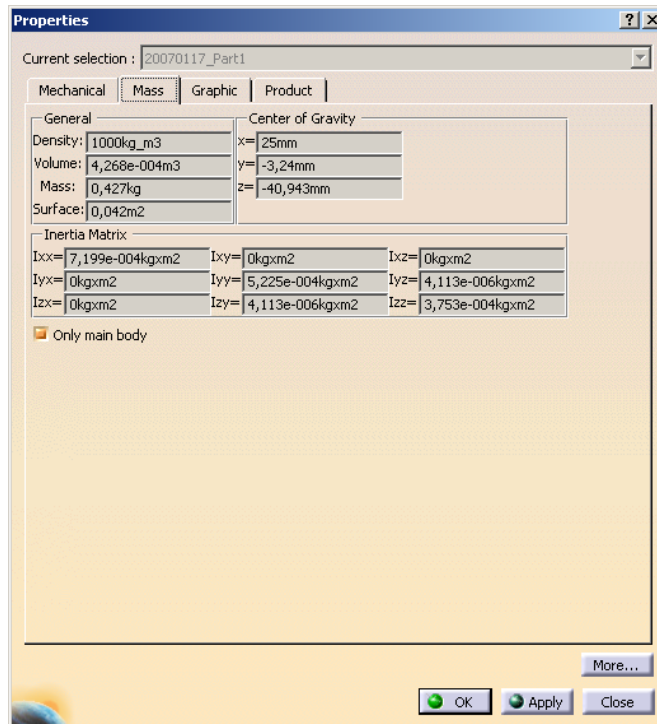 Properties
Current selection : 20070117_Part1
Mechanical Mass Graphic Product
General Center of Gravity
Density: 1000kg_m3 x= 25mm
Volume: 4,268e-004m3 y= -3,24mm
Mass: 0,427kg z= -40,943mm
Surface: 0,042m2
Inertia Matrix
Ixx= 7,199e-004kgxm2 Ixy= 0kgxm2 Ixz= 0kgxm2
Iyx= 0kgxm2 Iyy= 5,225e-004kgxm2 Iyz= 4,113e-006kgxm2
Izx= 0kgxm2 Izy= 4,113e-006kgxm2 Izz= 3,753e-004kgxm2
Only main body
More...
OK Apply Close